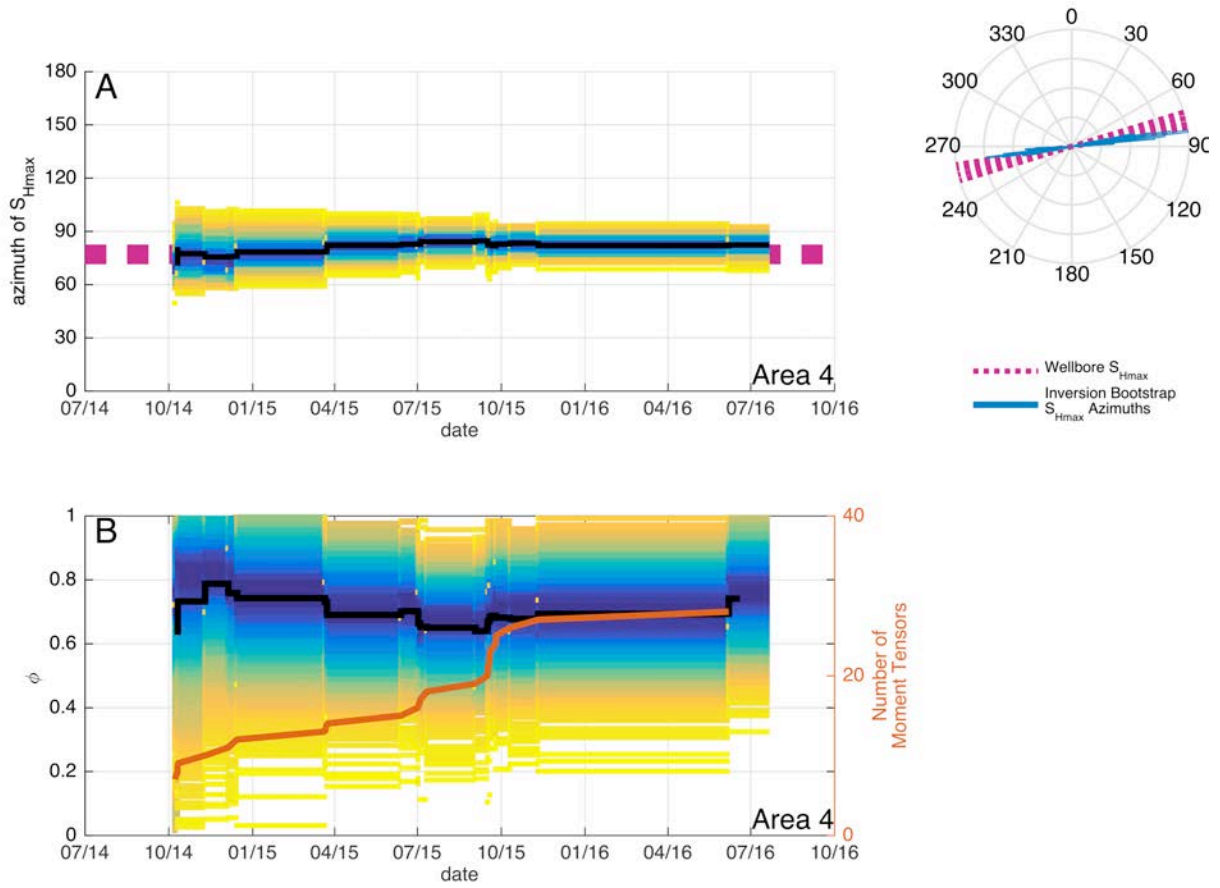 A
180
150
120
90
60
30
0
azimuth of S_Hmax
Area 4
07/14 10/14 01/15 04/15 07/15 10/15 01/16 04/16 07/16 10/16
date
0
330 30
300 60
270 90
240 120
210 150
180
Wellbore S_Hmax
Inversion Bootstrap
S_Hmax Azimuths
B
1
0.8
0.6
0.4
0.2
0
ϕ
40
20
0
Number of
Moment Tensors
Area 4
07/14 10/14 01/15 04/15 07/15 10/15 01/16 04/16 07/16 10/16
date